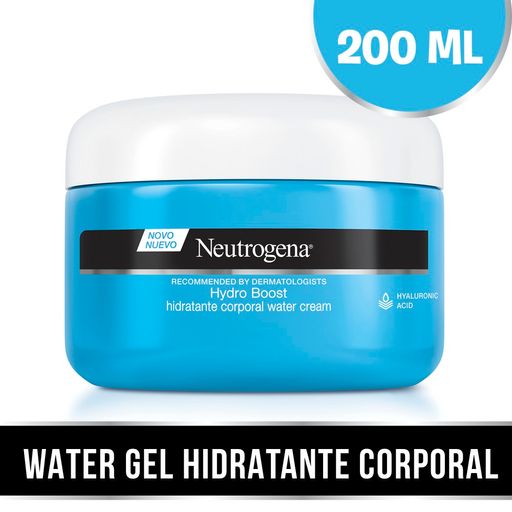 200 ML
NOVO
NUEVO
Neutrogena®
RECOMMENDED BY DERMATOLOGISTS
Hydro Boost
hidratante corporal water cream
HYALURONIC
ACID
WATER GEL HIDRATANTE CORPORAL